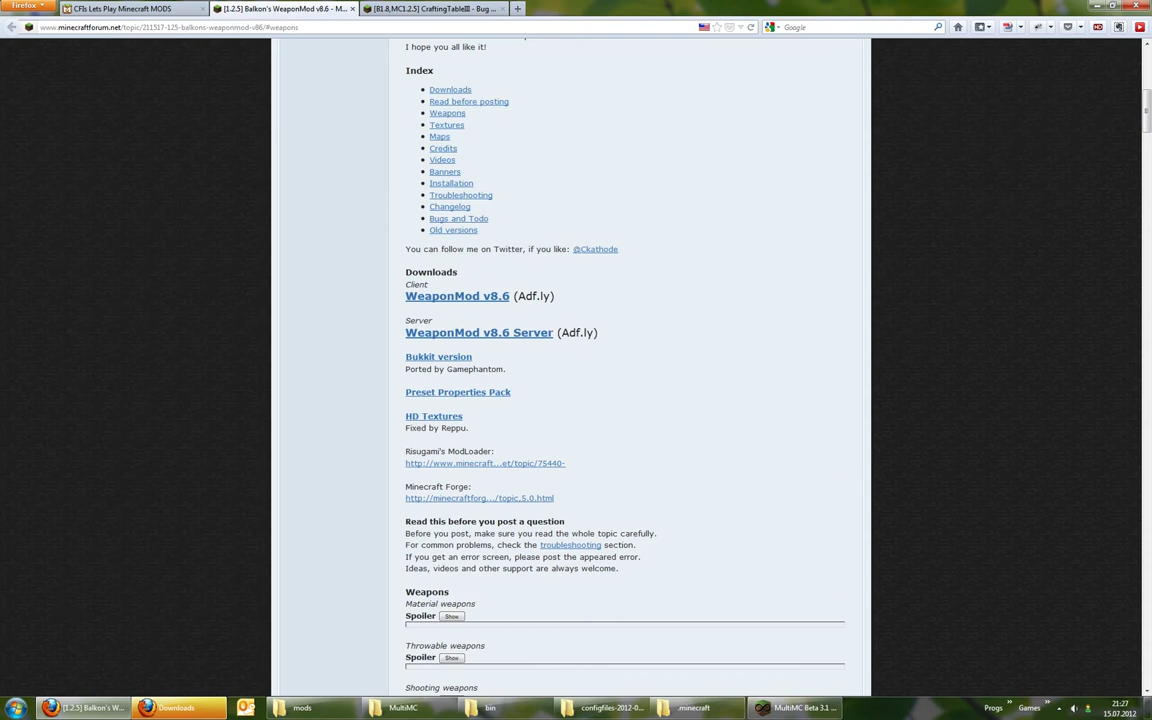 Firefox
CFIs Lets Play Minecraft MODS
[1.2.5] Balkon's WeaponMod v8.6 - M...
[B1.8,MC1.2.5] CraftingTableIII - Bug ...
www.minecraftforum.net/topic/211517-125-balkons-weaponmod-v86/#weapons
Google
I hope you all like it!
Index
Downloads
Read before posting
Weapons
Textures
Maps
Credits
Videos
Banners
Installation
Troubleshooting
Changelog
Bugs and Todo
Old versions
You can follow me on Twitter, if you like: @Ckathode
Downloads
Client
WeaponMod v8.6 (Adf.ly)
Server
WeaponMod v8.6 Server (Adf.ly)
Bukkit version
Ported by Gamephantom.
Preset Properties Pack
HD Textures
Fixed by Reppu.
Risugami's ModLoader:
http://www.minecraft...et/topic/75440-
Minecraft Forge:
http://minecraftforg.../topic,5.0.html
Read this before you post a question
Before you post, make sure you read the whole topic carefully.
For common problems, check the troubleshooting section.
If you get an error screen, please post the appeared error.
Ideas, videos and other support are always welcome.
Weapons
Material weapons
Spoiler Show
Throwable weapons
Spoiler Show
Shooting weapons
[1.2.5] Balkon's W...
Downloads
mods
MultiMC
bin
configfiles-2012-0...
.minecraft
MultiMC Beta 3.1 ...
Progs
Games
21:27
15.07.2012